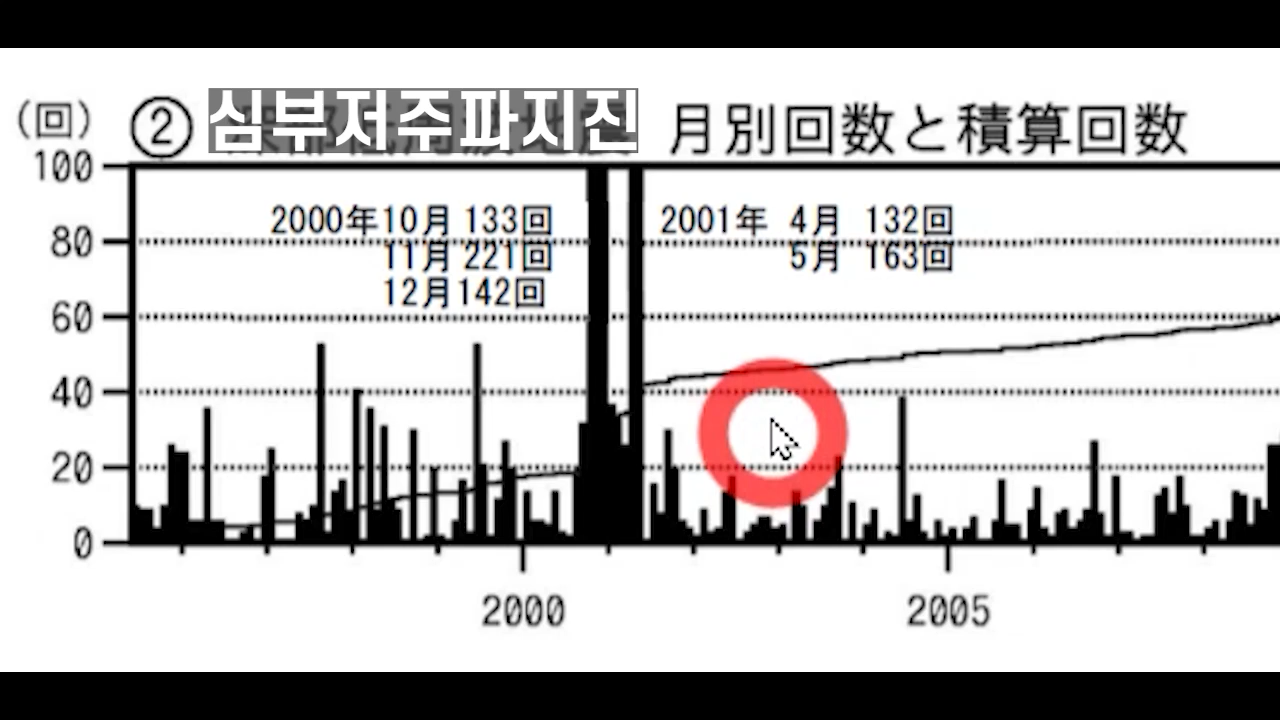 (回)
② 심부저주파지진 月別回数と積算回数
100
80
60
40
20
0
2000年10月 133回
11月 221回
12月 142回
2001年 4月 132回
5月 163回
2000
2005